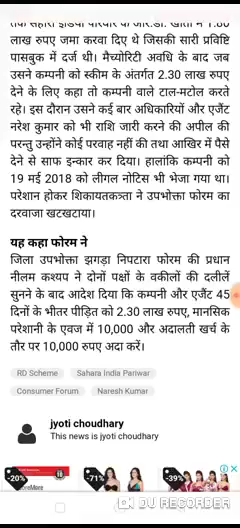 लाख रुपए जमा करवा दिए थे जिसकी सारी प्रविष्टि
पासबुक में दर्ज थी। मैच्योरिटी अवधि के बाद जब
उसने कम्पनी को स्कीम के अंतर्गत 2.30 लाख रुपए
देने के लिए कहा तो कम्पनी वाले टाल-मटोल करते
रहे। इस दौरान उसने कई बार अधिकारियों और एजैंट
नरेश कुमार को भी राशि जारी करने की अपील की
परन्तु उन्होंने कोई परवाह नहीं की तथा आखिर में पैसे
देने से साफ इन्कार कर दिया। हालांकि कम्पनी को
19 मई 2018 को लीगल नोटिस भी भेजा गया था।
परेशान होकर शिकायतकत्र्ता ने उपभोक्ता फोरम का
दरवाजा खटखटाया।
यह कहा फोरम ने
जिला उपभोक्ता झगड़ा निपटारा फोरम की प्रधान
नीलम कश्यप ने दोनों पक्षों के वकीलों की दलीलें
सुनने के बाद आदेश दिया कि कम्पनी और एजैंट 45
दिनों के भीतर पीड़ित को 2.30 लाख रुपए, मानसिक
परेशानी के एवज में 10,000 और अदालती खर्च के
तौर पर 10,000 रुपए अदा करें।
RD Scheme Sahara India Pariwar
Consumer Forum Naresh Kumar
jyoti choudhary
This news is jyoti choudhary
-20% -71% -39%
DU RECORDER